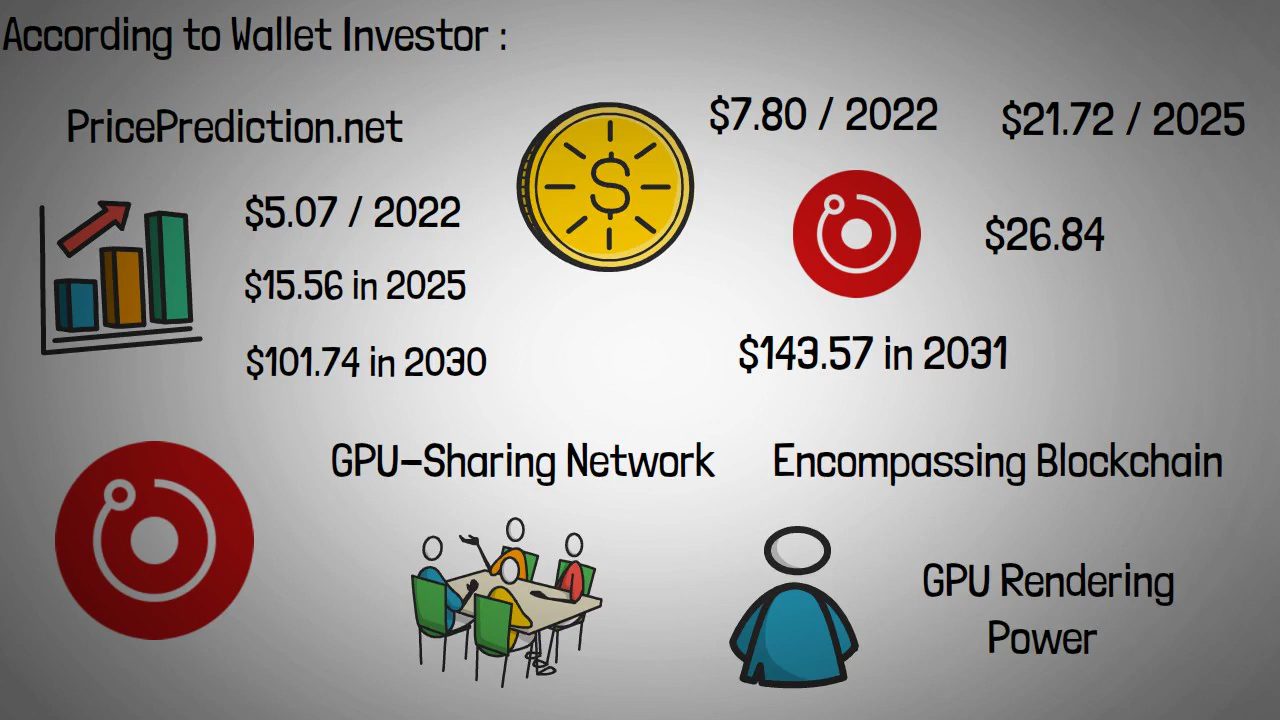 According to Wallet Investor :
PricePrediction.net
$5.07 / 2022
$15.56 in 2025
$101.74 in 2030
$7.80 / 2022
$21.72 / 2025
$26.84
$143.57 in 2031
GPU-Sharing Network
Encompassing Blockchain
GPU Rendering
Power